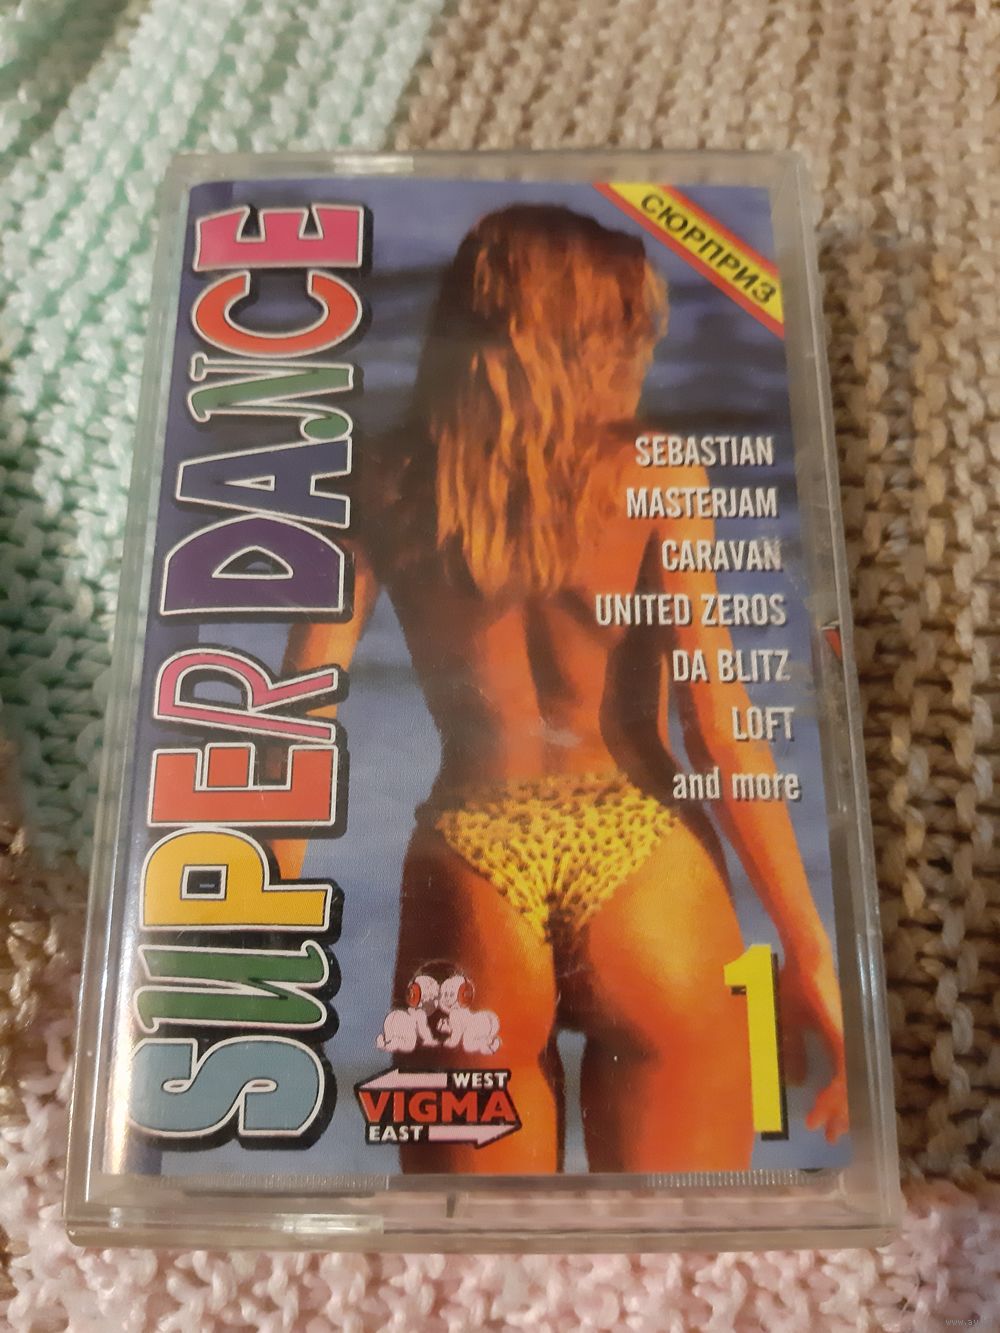 SUPER DANCE
СЮРПРИЗ
SEBASTIAN
MASTERJAM
CARAVAN
UNITED ZEROS
DA BLITZ
LOFT
and more
1
WEST
VIGMA
EAST